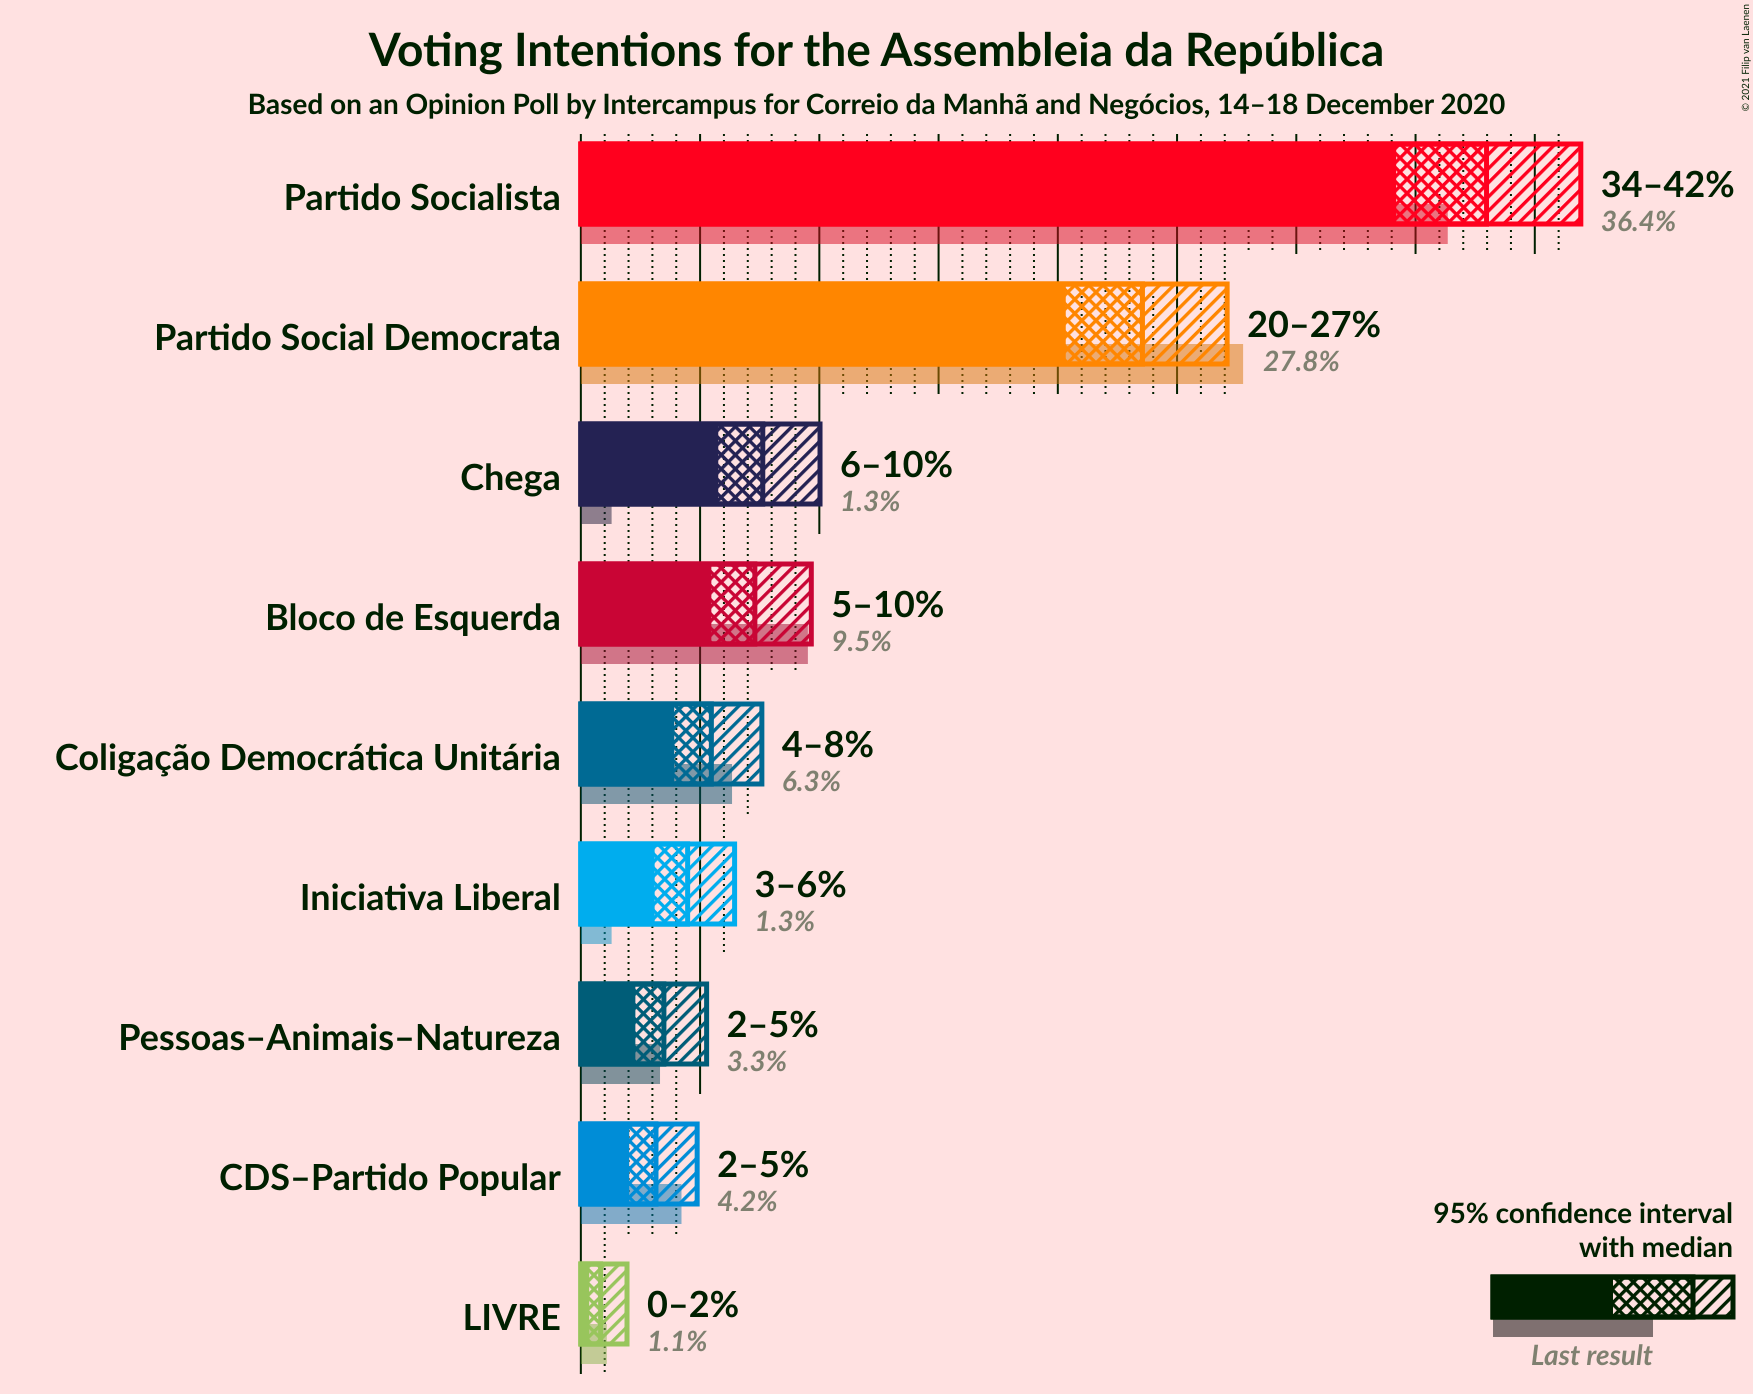 Voting Intentions for the Assembleia da República
Based on an Opinion Poll by Intercampus for Correio da Manhã and Negócios, 14–18 December 2020
© 2021 Filip van Laenen
Partido Socialista
34–42%
36.4%
Partido Social Democrata
20–27%
27.8%
Chega
6–10%
1.3%
Bloco de Esquerda
5–10%
9.5%
Coligação Democrática Unitária
4–8%
6.3%
Iniciativa Liberal
3–6%
1.3%
Pessoas–Animais–Natureza
2–5%
3.3%
CDS–Partido Popular
2–5%
4.2%
LIVRE
0–2%
1.1%
95% confidence interval
with median
Last result